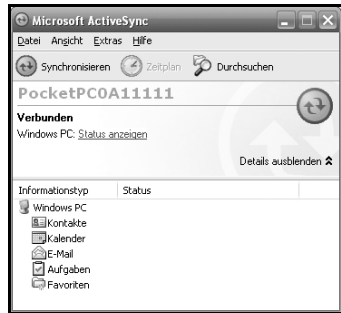 Microsoft ActiveSync
Datei Ansicht Extras Hilfe
Synchronisieren Zeitplan Durchsuchen
PocketPC0A11111
Verbunden
Windows PC: Status anzeigen
Details ausblenden
Informationstyp Status
Windows PC
Kontakte
Kalender
E-Mail
Aufgaben
Favoriten